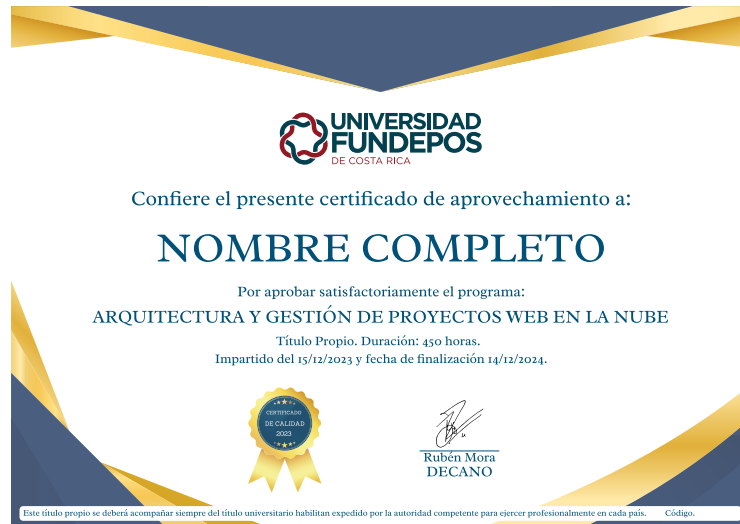 UNIVERSIDAD
FUNDEPOS
DE COSTA RICA
Confiere el presente certificado de aprovechamiento a:
NOMBRE COMPLETO
Por aprobar satisfactoriamente el programa:
ARQUITECTURA Y GESTIÓN DE PROYECTOS WEB EN LA NUBE
Título Propio. Duración: 450 horas.
Impartido del 15/12/2023 y fecha de finalización 14/12/2024.
CERTIFICADO
DE CALIDAD
2023
Rubén Mora
DECANO
Este título propio se deberá acompañar siempre del título universitario habilitan expedido por la autoridad competente para ejercer profesionalmente en cada país. Código.